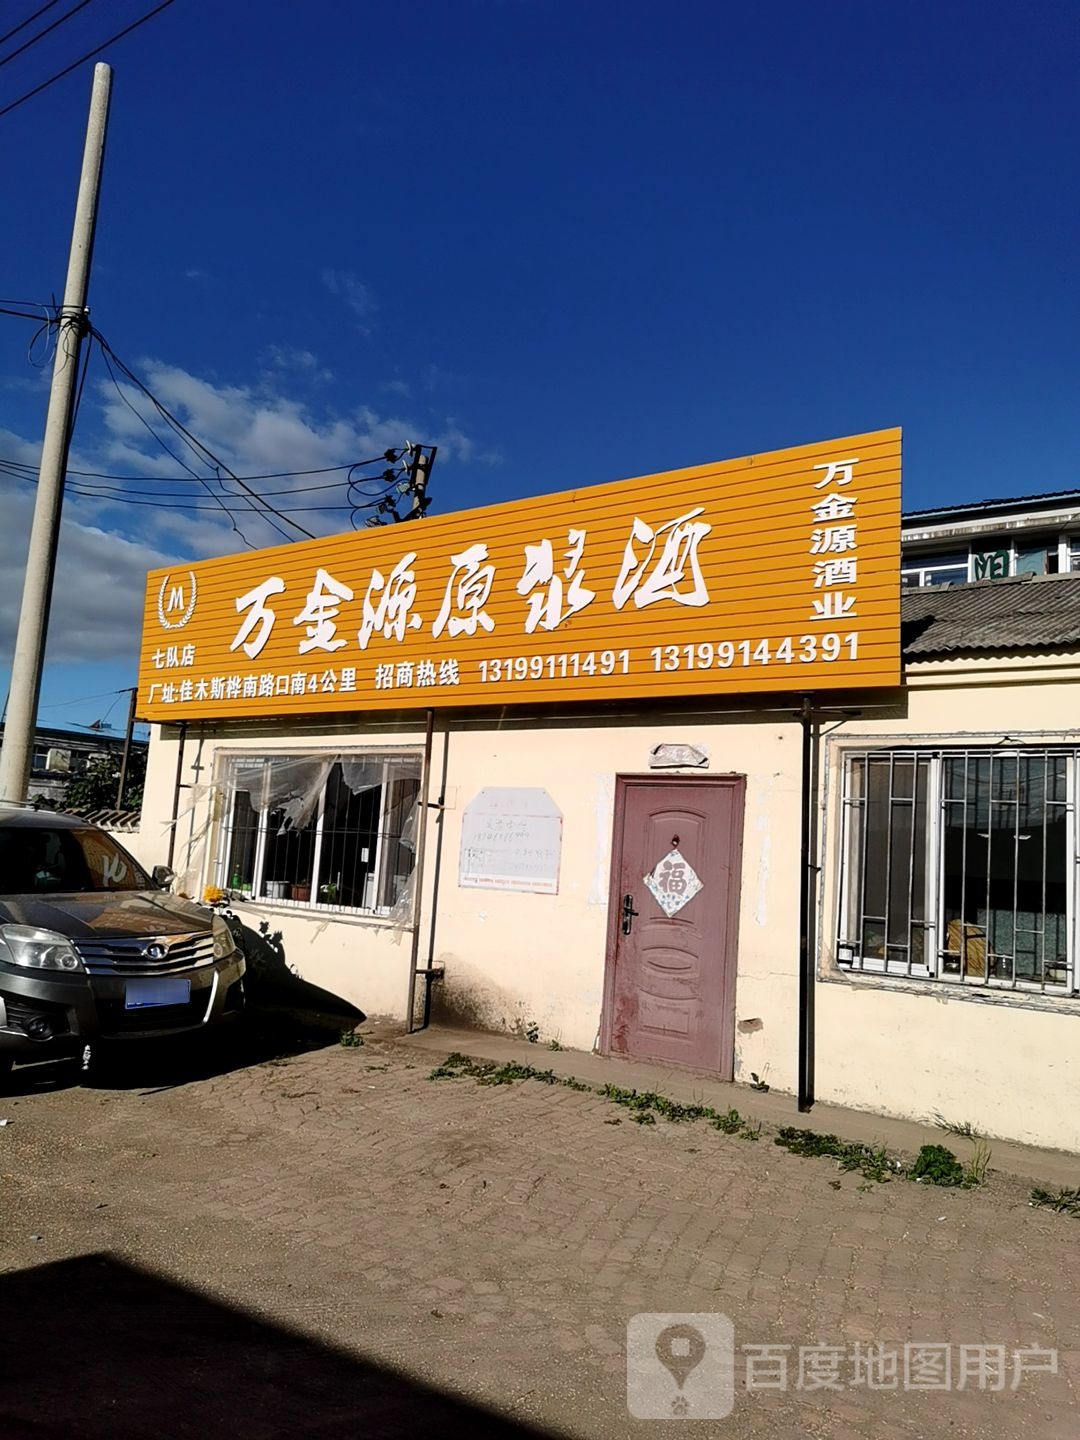 M
七队店
万金源原浆酒
万金源酒业
厂址:佳木斯桦南路口南4公里 招商热线 13199111491 13199144391
福
百度地图用户